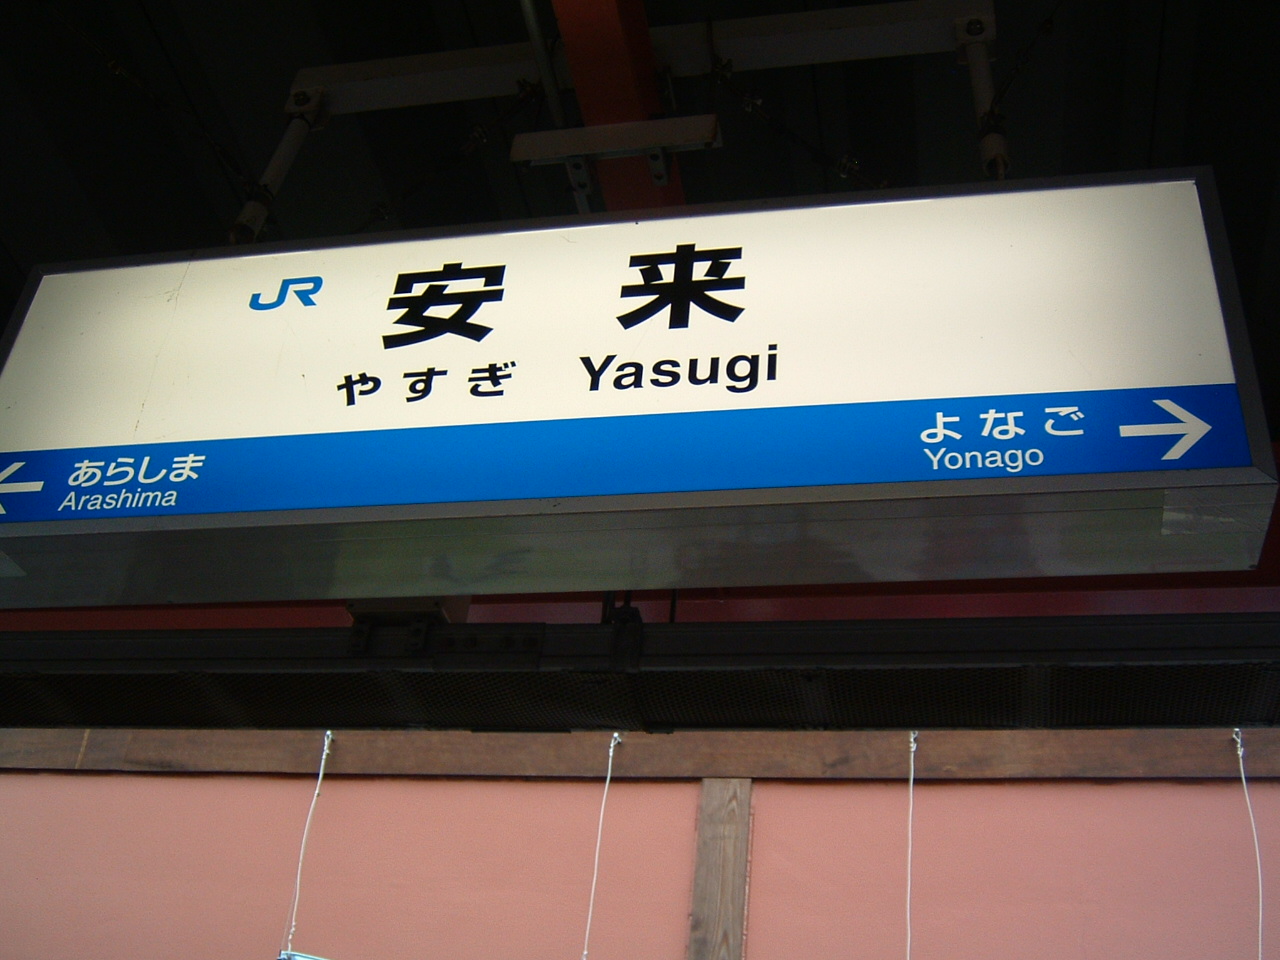 JR 安来
やすぎ Yasugi
← あらしま よなご →
Arashima Yonago